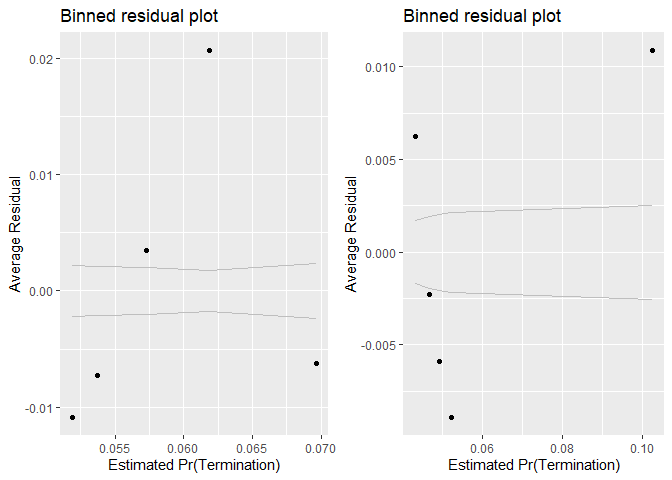 Binned residual plot
Average Residual
0.02
0.01
0.00
-0.01
0.055
0.060
0.065
0.070
Estimated Pr(Termination)
Binned residual plot
Average Residual
0.010
0.005
0.000
-0.005
0.06
0.08
0.10
Estimated Pr(Termination)